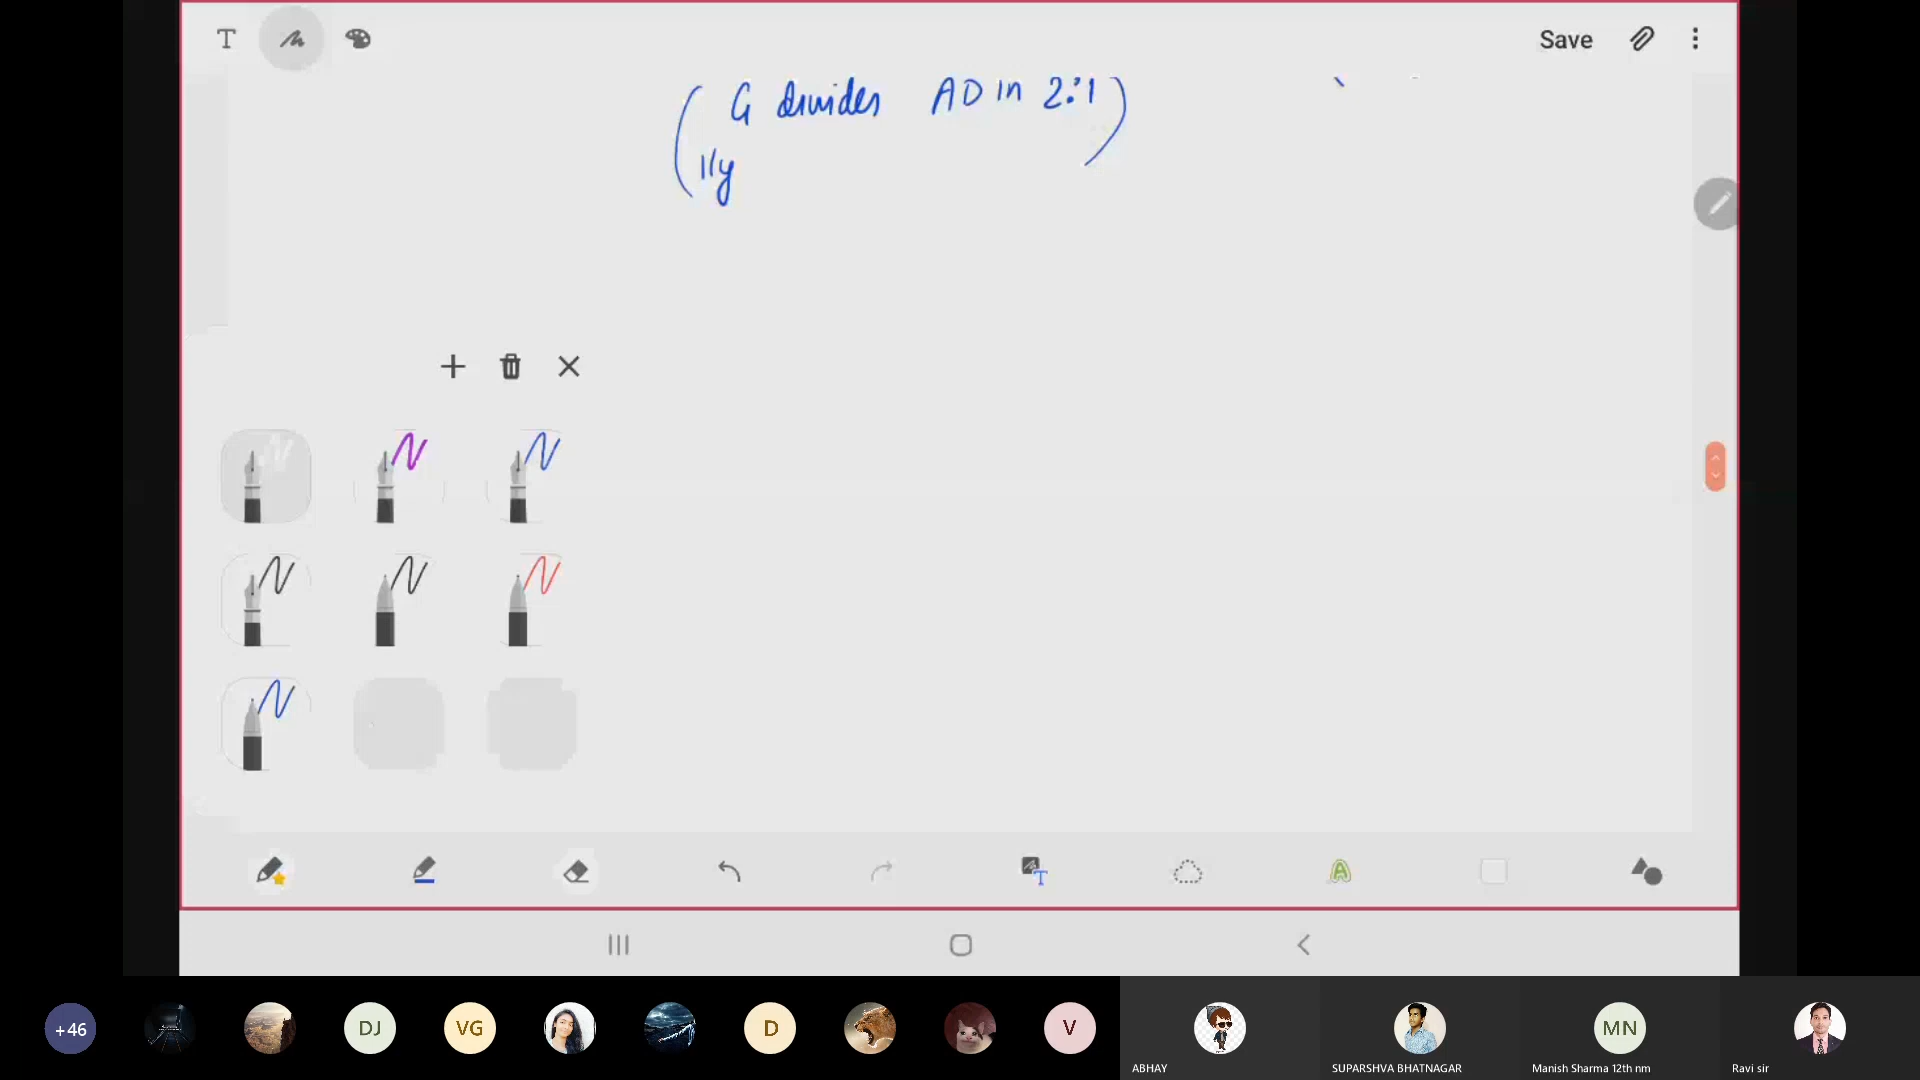 T
Save
( G divides AD in 2:1 )
11ly
T
A
+46
DJ
VG
D
V
MN
ABHAY
SUPARSHVA BHATNAGAR
Manish Sharma 12th nm
Ravi sir